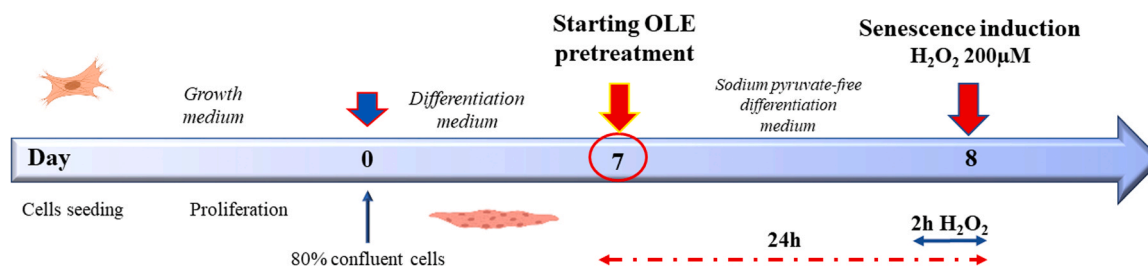 Starting OLE
pretreatment
Senescence induction
H₂O₂ 200μM
Growth
medium
Differentiation
medium
Sodium pyruvate-free
differentiation
medium
Day
0
7
8
Cells seeding
Proliferation
80% confluent cells
24h
2h H₂O₂